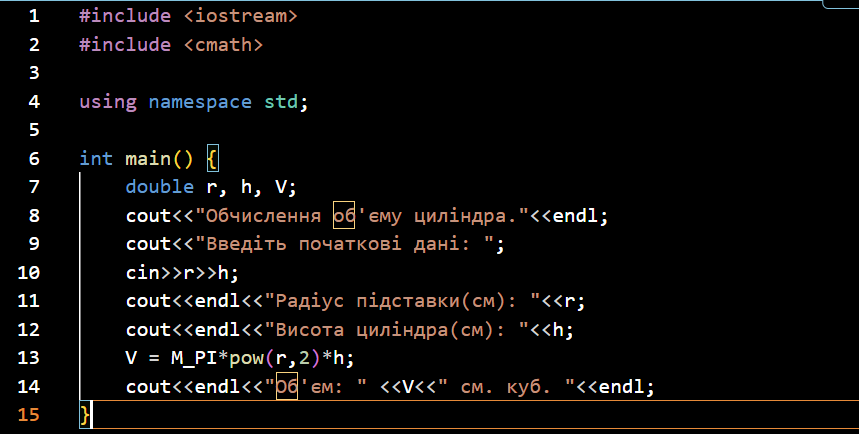 1 #include <iostream>
2 #include <cmath>
3
4 using namespace std;
5
6 int main() {
7     double r, h, V;
8     cout<<"Обчислення об'єму циліндра."<<endl;
9     cout<<"Введіть початкові дані: ";
10     cin>>r>>h;
11     cout<<endl<<"Радіус підставки(см): "<<r;
12     cout<<endl<<"Висота циліндра(см): "<<h;
13     V = M_PI*pow(r,2)*h;
14     cout<<endl<<"Об'єм: " <<V<<" см. куб. "<<endl;
15 }